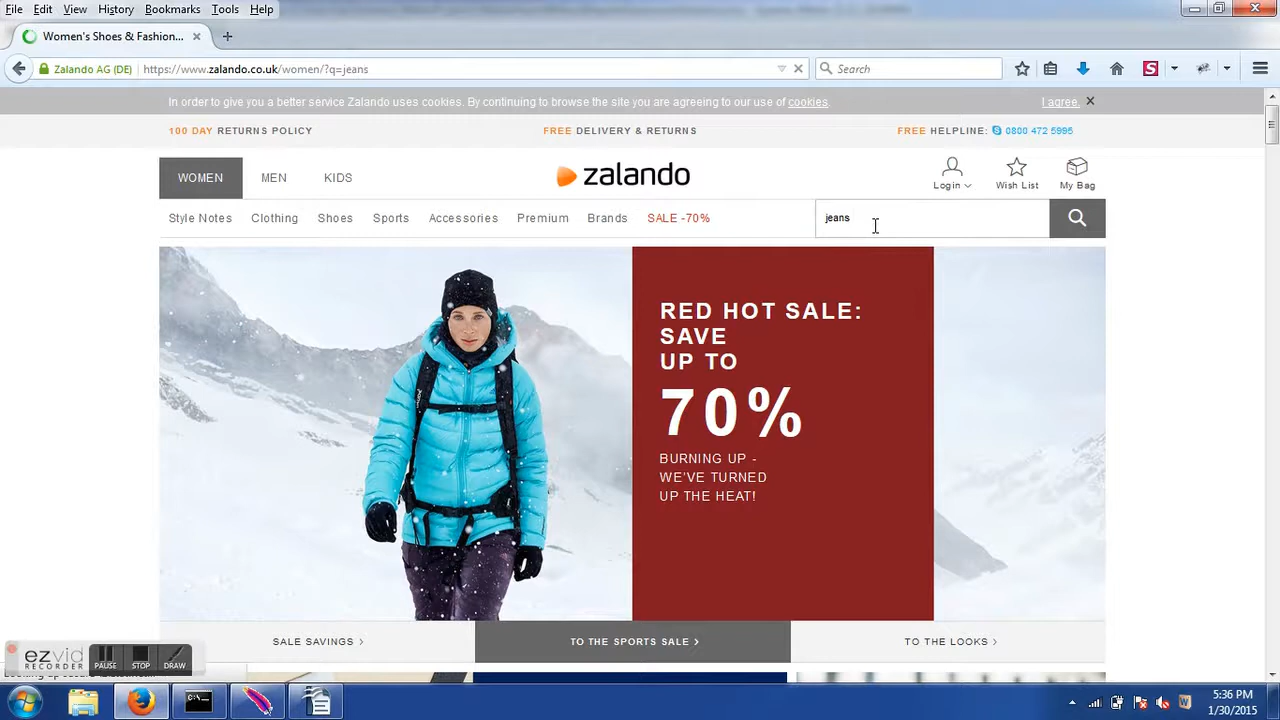 File Edit View History Bookmarks Tools Help
Women's Shoes & Fashion...
Zalando AG (DE) https://www.zalando.co.uk/women/?q=jeans Search
In order to give you a better service Zalando uses cookies. By continuing to browse the site you are agreeing to our use of cookies. I agree.
100 DAY RETURNS POLICY FREE DELIVERY & RETURNS FREE HELPLINE: 0800 472 5995
WOMEN MEN KIDS zalando Login Wish List My Bag
Style Notes Clothing Shoes Sports Accessories Premium Brands SALE -70% jeans
RED HOT SALE:
SAVE
UP TO
70%
BURNING UP -
WE'VE TURNED
UP THE HEAT!
SALE SAVINGS > TO THE SPORTS SALE > TO THE LOOKS >
ezvid
RECORDER PAUSE STOP DRAW
5:36 PM
1/30/2015